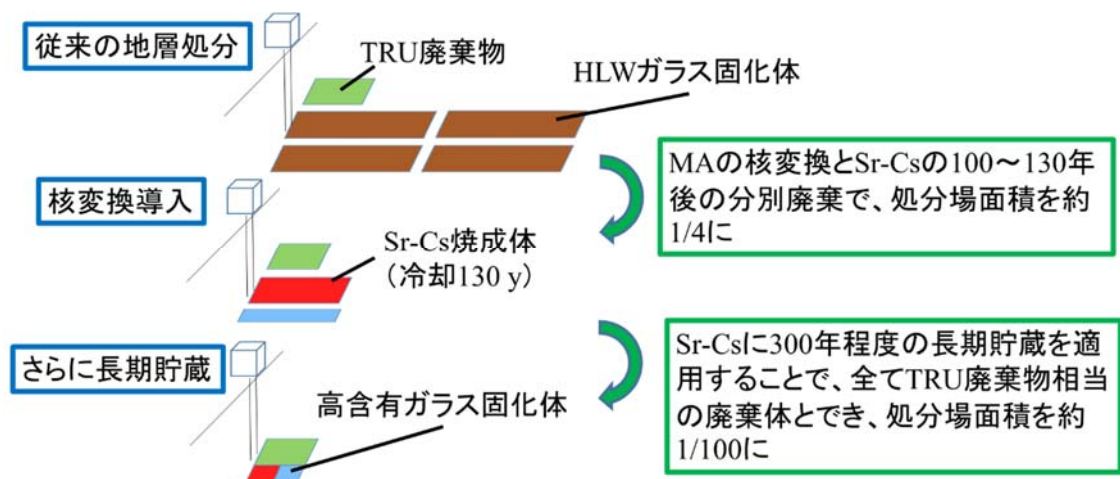 従来の地層処分
TRU廃棄物
HLWガラス固化体
MAの核変換とSr-Csの100～130年
後の分別廃棄で、処分場面積を約
1/4に
核変換導入
Sr-Cs焼成体
（冷却130 y）
Sr-Csに300年程度の長期貯蔵を適
用することで、全てTRU廃棄物相当
の廃棄体とでき、処分場面積を約
1/100に
さらに長期貯蔵
高含有ガラス固化体